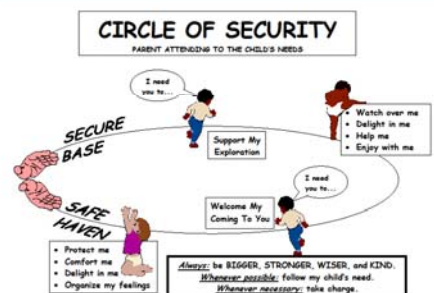 CIRCLE OF SECURITY
PARENT ATTENDING TO THE CHILD'S NEEDS
I need
you to...
SECURE
BASE
Support My
Exploration
• Watch over me
• Delight in me
• Help me
• Enjoy with me
I need
you to...
Welcome My
Coming To You
SAFE
HAVEN
• Protect me
• Comfort me
• Delight in me
• Organize my feelings
Always: be BIGGER, STRONGER, WISER, and KIND.
Whenever possible: follow my child's need.
Whenever necessary: take charge.